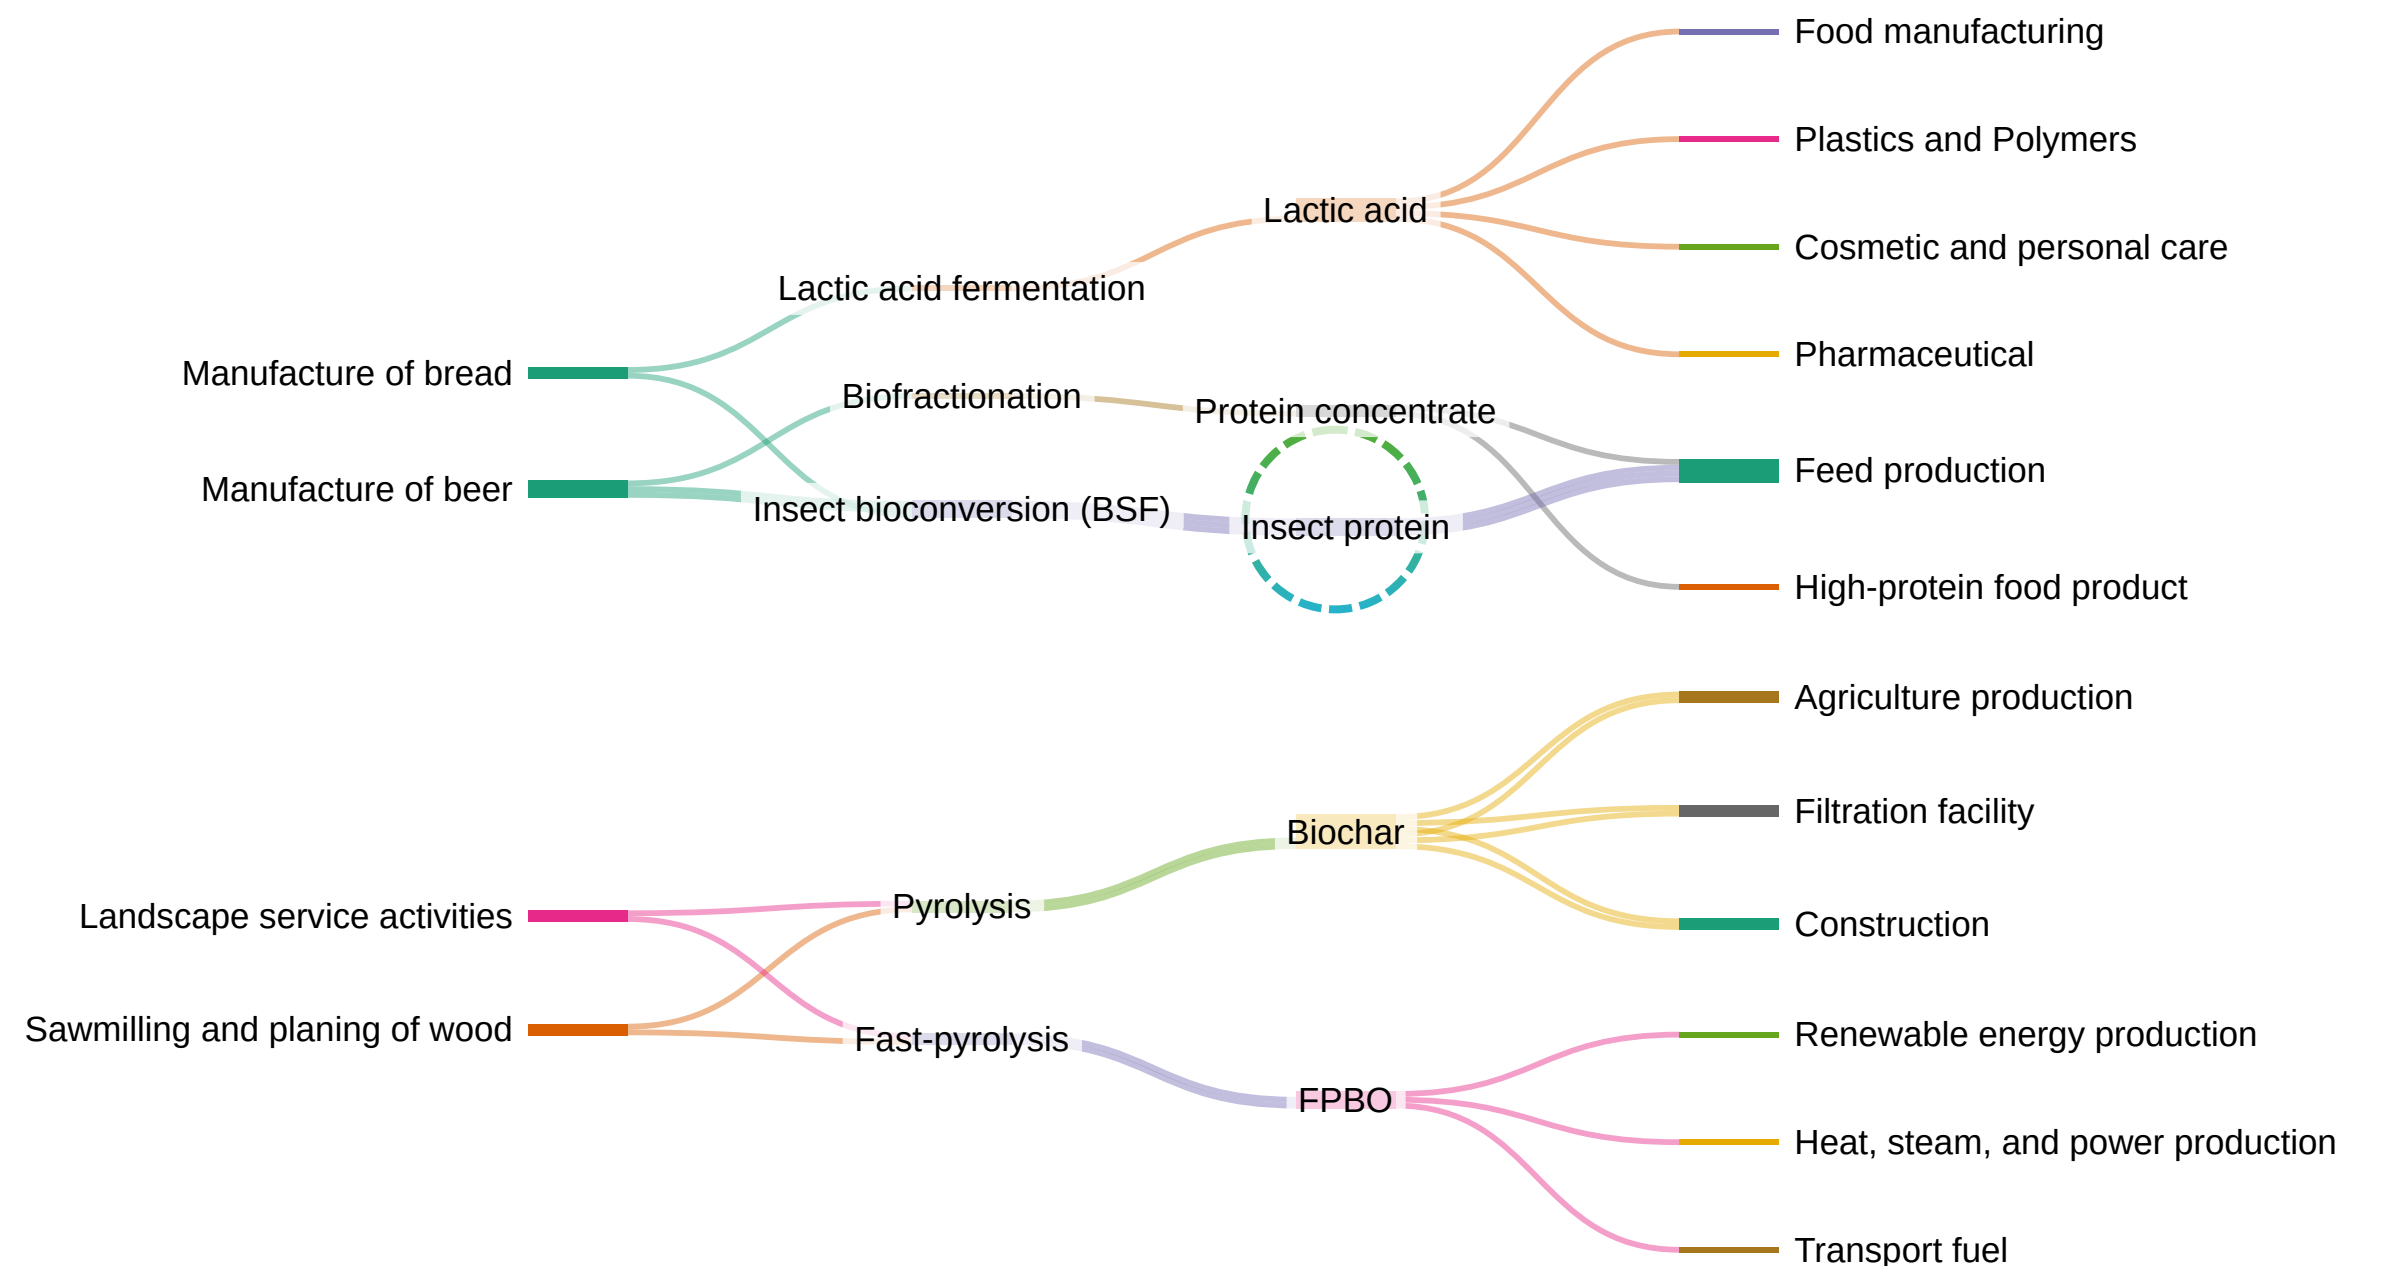 Food manufacturing
Plastics and Polymers
Lactic acid
Cosmetic and personal care
Lactic acid fermentation
Pharmaceutical
Manufacture of bread
Biofractionation
Protein concentrate
Feed production
Manufacture of beer
Insect bioconversion (BSF)
Insect protein
High-protein food product
Agriculture production
Filtration facility
Biochar
Pyrolysis
Landscape service activities
Construction
Sawmilling and planing of wood
Fast-pyrolysis
Renewable energy production
FPBO
Heat, steam, and power production
Transport fuel